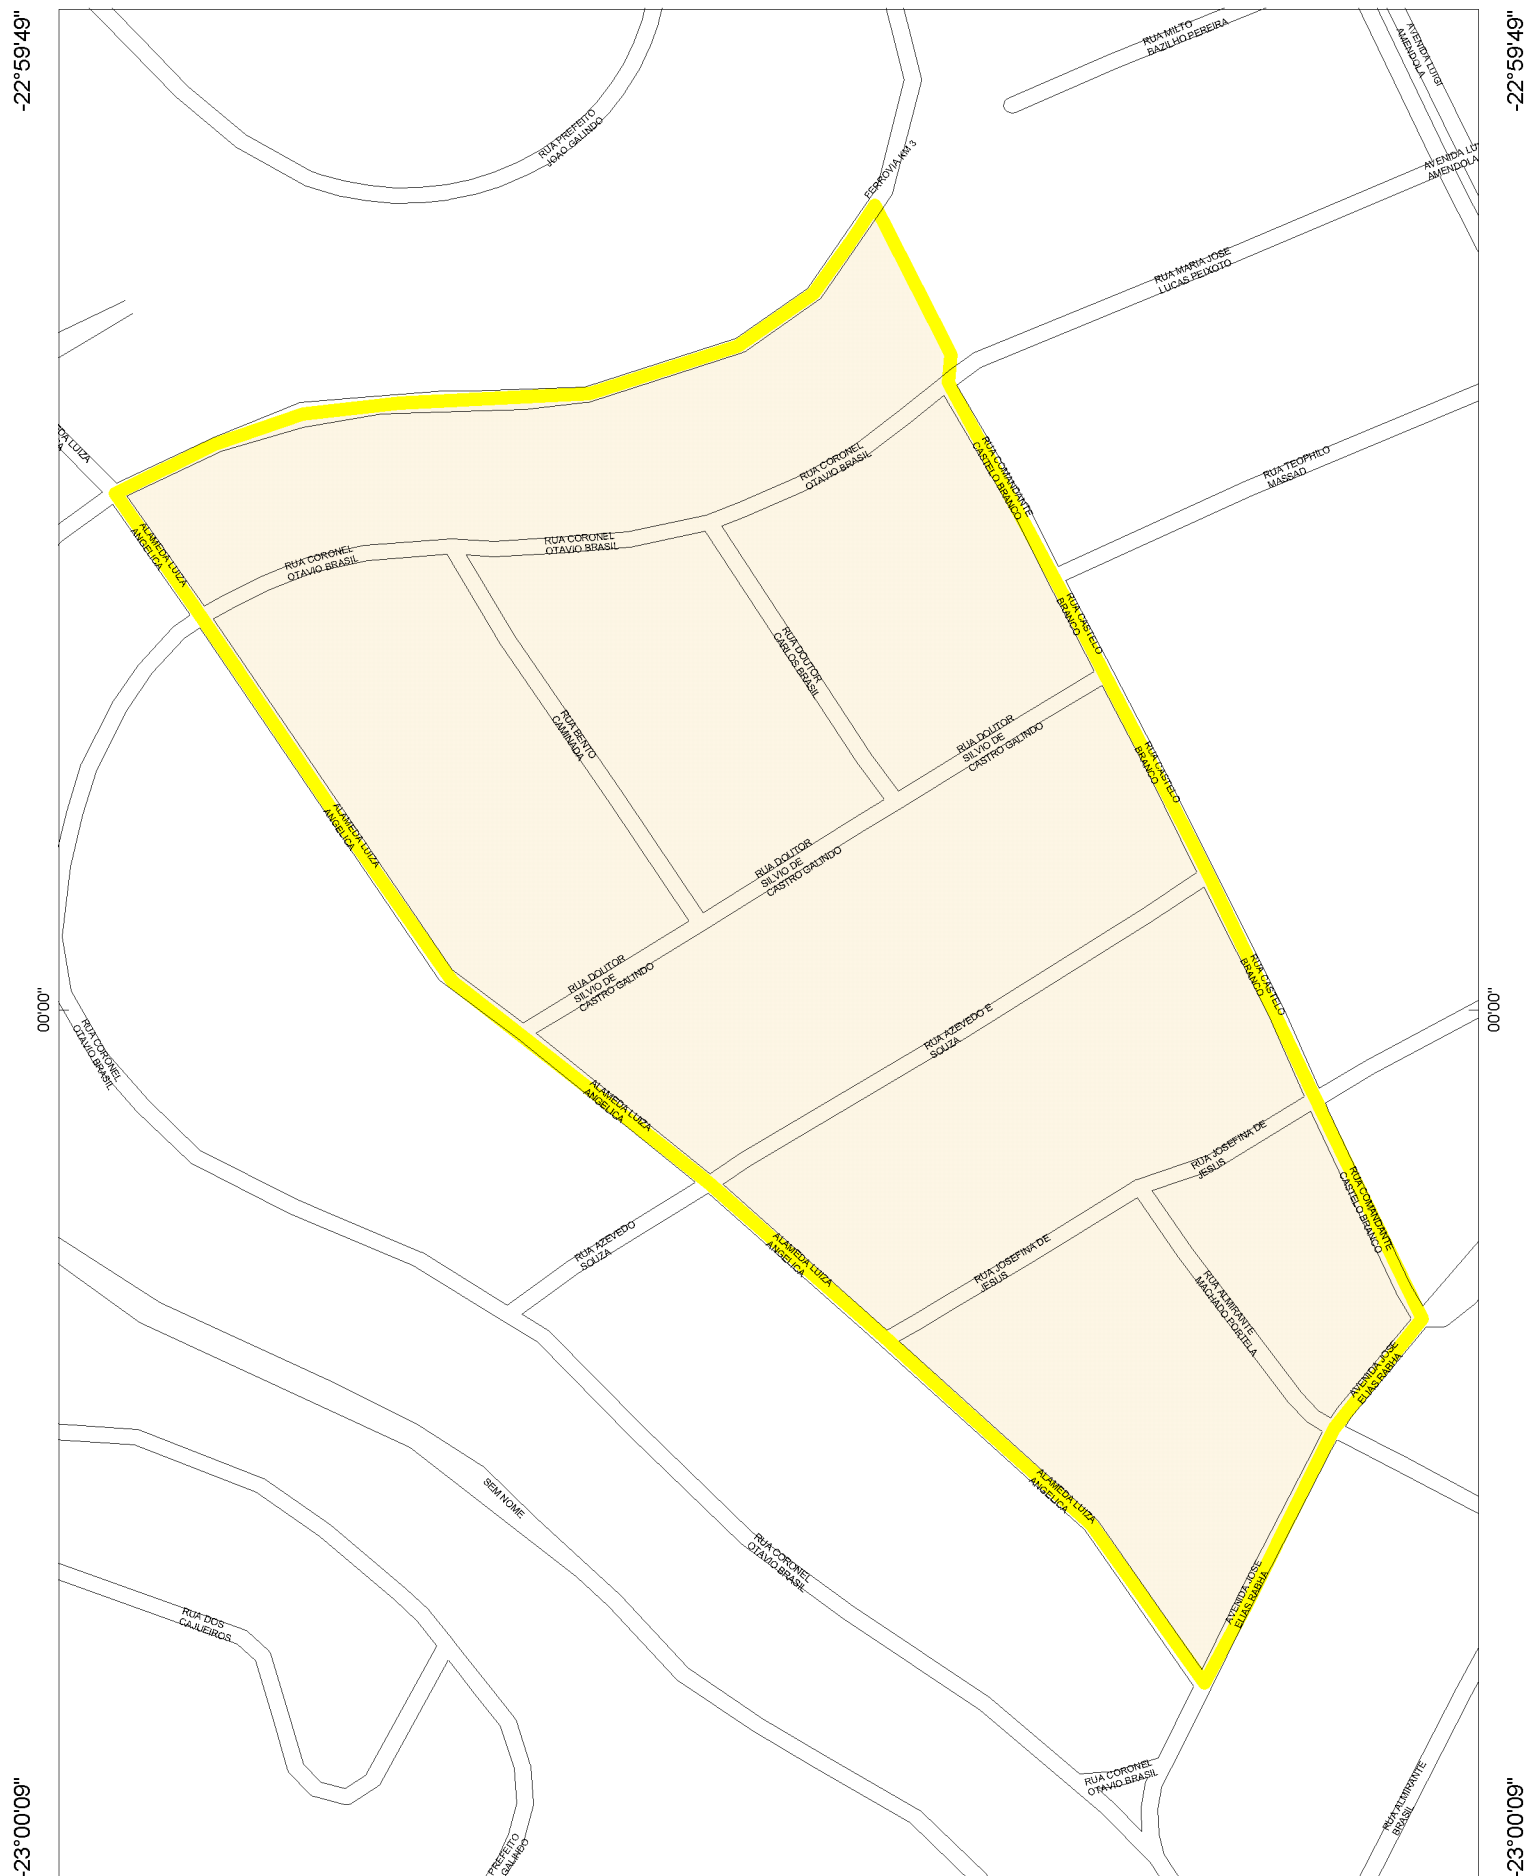 -22°59'49"
-22°59'49"
RUA MILTO
BAZILHO PEREIRA
AVENIDA LUIGI
AMENDOLA
RUA PREFEITO
JOAO GALINDO
FERROVIA KM 3
AVENIDA LU
AMENDOLA
RUA MARIA JOSE
LUCAS PEIXOTO
DA LUIZA
RUA COMANDANTE
CASTELO BRANCO
RUA CORONEL
OTAVIO BRASIL
RUA TEOPHILO
MASSAD
ALAMEDA LUIZA
ANGELICA
RUA CORONEL
OTAVIO BRASIL
RUA CORONEL
OTAVIO BRASIL
RUA CASTELO
BRANCO
RUA DOUTOR
CARLOS BRASIL
RUA BENTO
CAMINADA
RUA DOUTOR
SILVIO DE
CASTRO GALINDO
RUA CASTELO
BRANCO
ALAMEDA LUIZA
ANGELICA
RUA DOUTOR
SILVIO DE
CASTRO GALINDO
RUA DOUTOR
SILVIO DE
CASTRO GALINDO
RUA CASTELO
BRANCO
00'00"
00'00"
RUA AZEVEDO E
SOUZA
RUA CORONEL
OTAVIO BRASIL
ALAMEDA LUIZA
ANGELICA
RUA JOSEFINA DE
JESUS
RUA COMANDANTE
CASTELO BRANCO
RUA AZEVEDO
SOUZA
ALAMEDA LUIZA
ANGELICA
RUA JOSEFINA DE
JESUS
RUA ALMIRANTE
MACHADO PORTELA
AVENIDA JOSE
ELIAS RABHA
ALAMEDA LUIZA
ANGELICA
SEM NOME
RUA CORONEL
OTAVIO BRASIL
AVENIDA JOSE
ELIAS RABHA
RUA DOS
CAJUEIROS
RUA CORONEL
OTAVIO BRASIL
RUA ALMIRANTE
BRASIL
PREFEITO
GALINDO
-23°00'09"
-23°00'09"